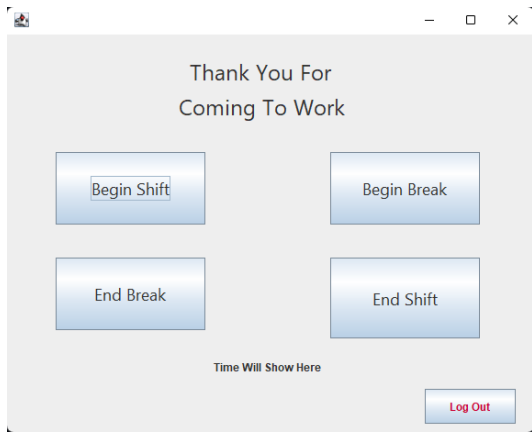 Thank You For
Coming To Work
Begin Shift
Begin Break
End Break
End Shift
Time Will Show Here
Log Out